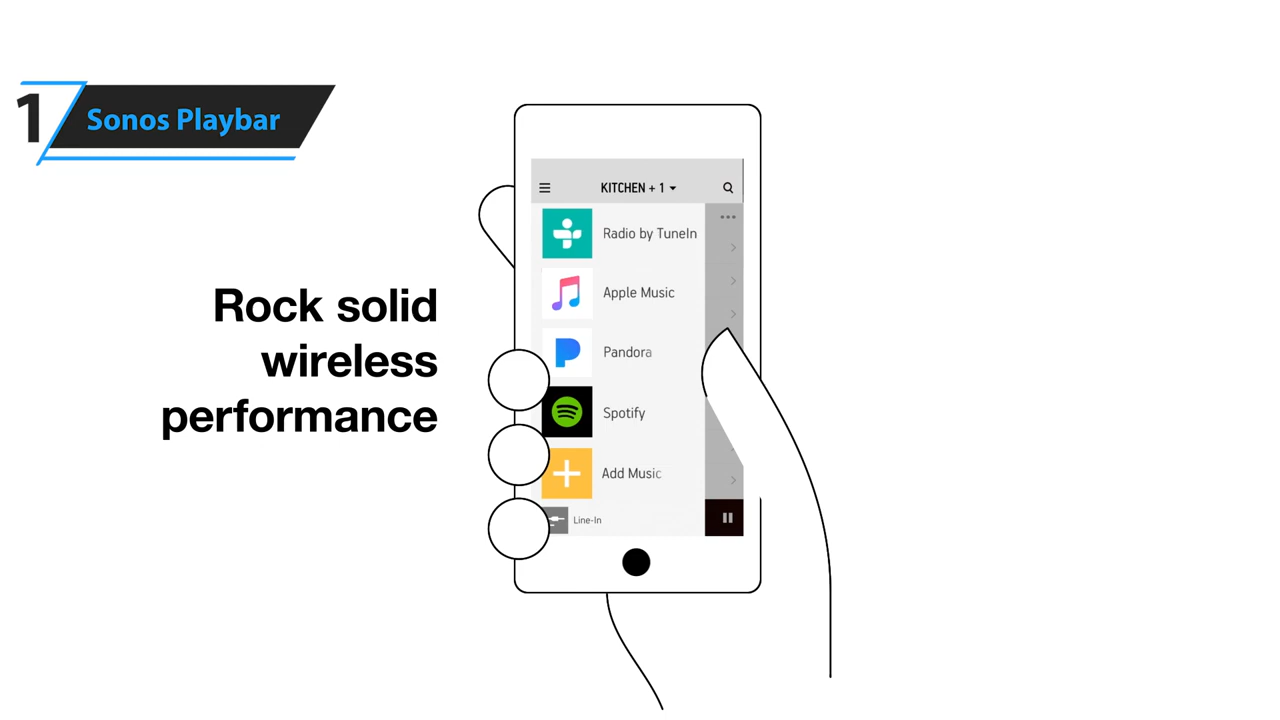 1
Sonos Playbar
Rock solid
wireless
performance
KITCHEN + 1
Radio by TuneIn
Apple Music
Pandora
Spotify
Add Music
Line-In